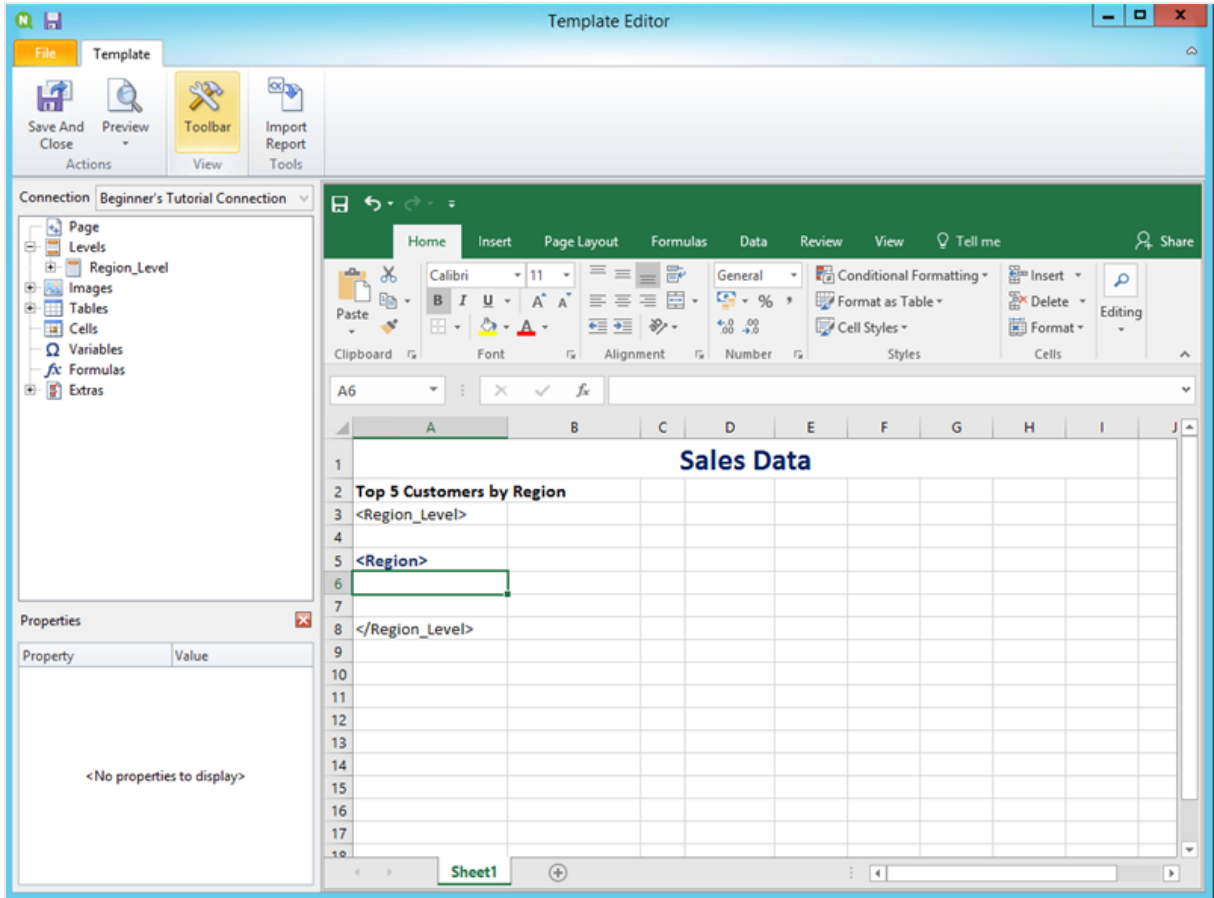 Template Editor
File Template
Save And Close
Preview
Toolbar
Import Report
Actions
View
Tools
Connection Beginner's Tutorial Connection
Page
Levels
Region_Level
Images
Tables
Cells
Ω Variables
fx Formulas
Extras
Properties
Property Value
<No properties to display>
Home Insert Page Layout Formulas Data Review View Tell me Share
Paste
Calibri 11
B I U A A
A
General
% ,
.00 .0
Conditional Formatting
Format as Table
Cell Styles
Insert
Delete
Format
Editing
Clipboard Font Alignment Number Styles Cells
A6 fx
A B C D E F G H I J
1 Sales Data
2 Top 5 Customers by Region
3 <Region_Level>
4
5 <Region>
6
7
8 </Region_Level>
9
10
11
12
13
14
15
16
17
18
Sheet1